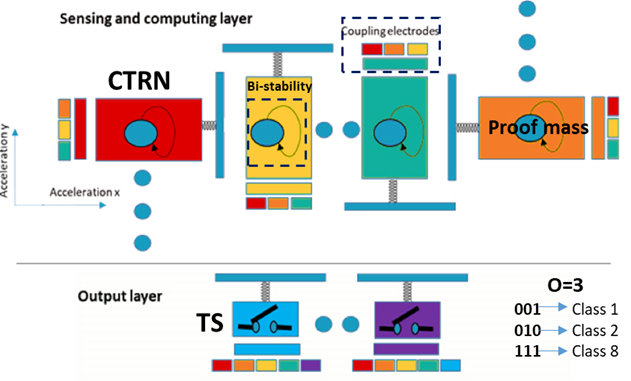 Sensing and computing layer
Coupling electrodes
CTRN
Bi-stability
Proof mass
Acceleration y
Acceleration x
Output layer
O=3
TS
001 Class 1
010 Class 2
111 Class 8